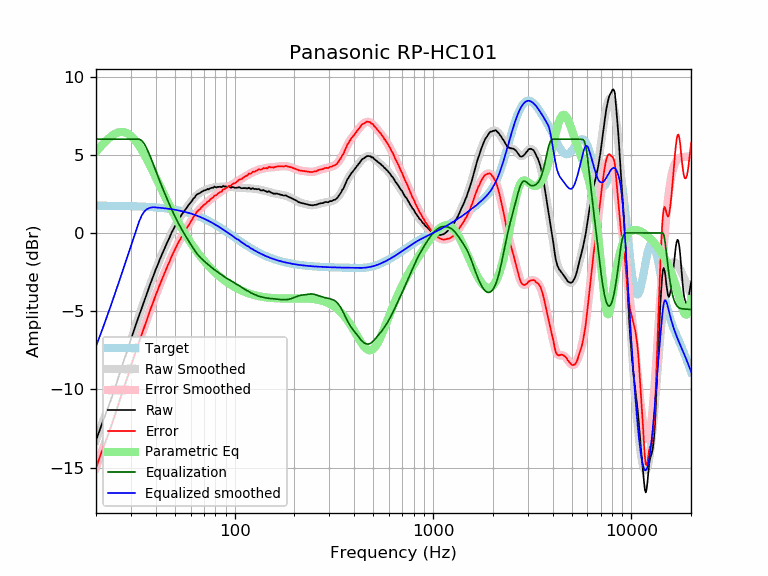 Panasonic RP-HC101
10
5
0
−5
−10
−15
Amplitude (dBr)
Target
Raw Smoothed
Error Smoothed
Raw
Error
Parametric Eq
Equalization
Equalized smoothed
100 1000 10000
Frequency (Hz)